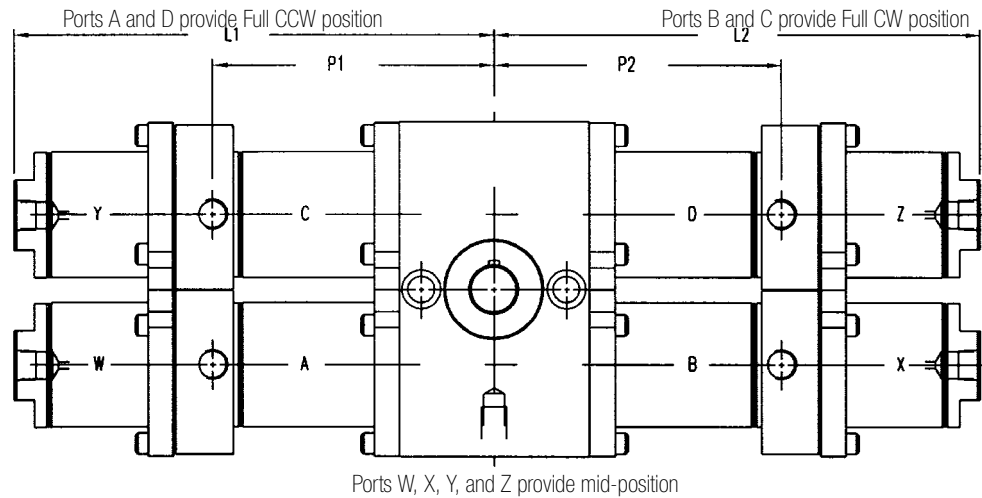 Ports A and D provide Full CCW position
Ports B and C provide Full CW position
L1
L2
P1
P2
Y
C
D
Z
W
A
B
X
Ports W, X, Y, and Z provide mid-position